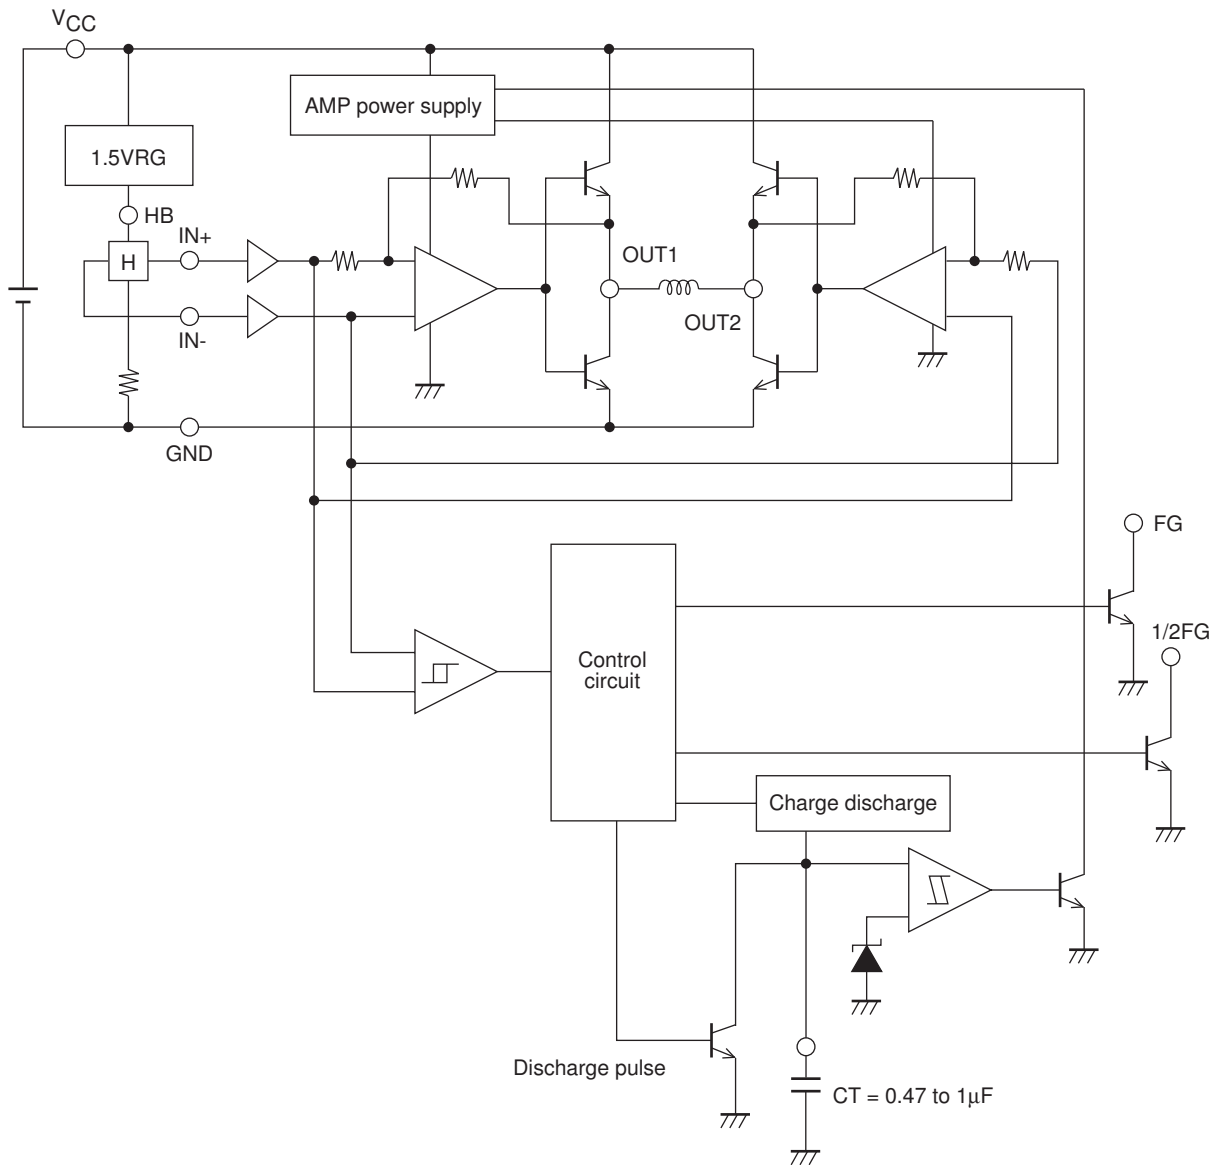 VCC
AMP power supply
1.5VRG
HB
IN+
H
OUT1
OUT2
IN-
GND
FG
1/2FG
Control
circuit
Charge discharge
Discharge pulse
CT = 0.47 to 1μF